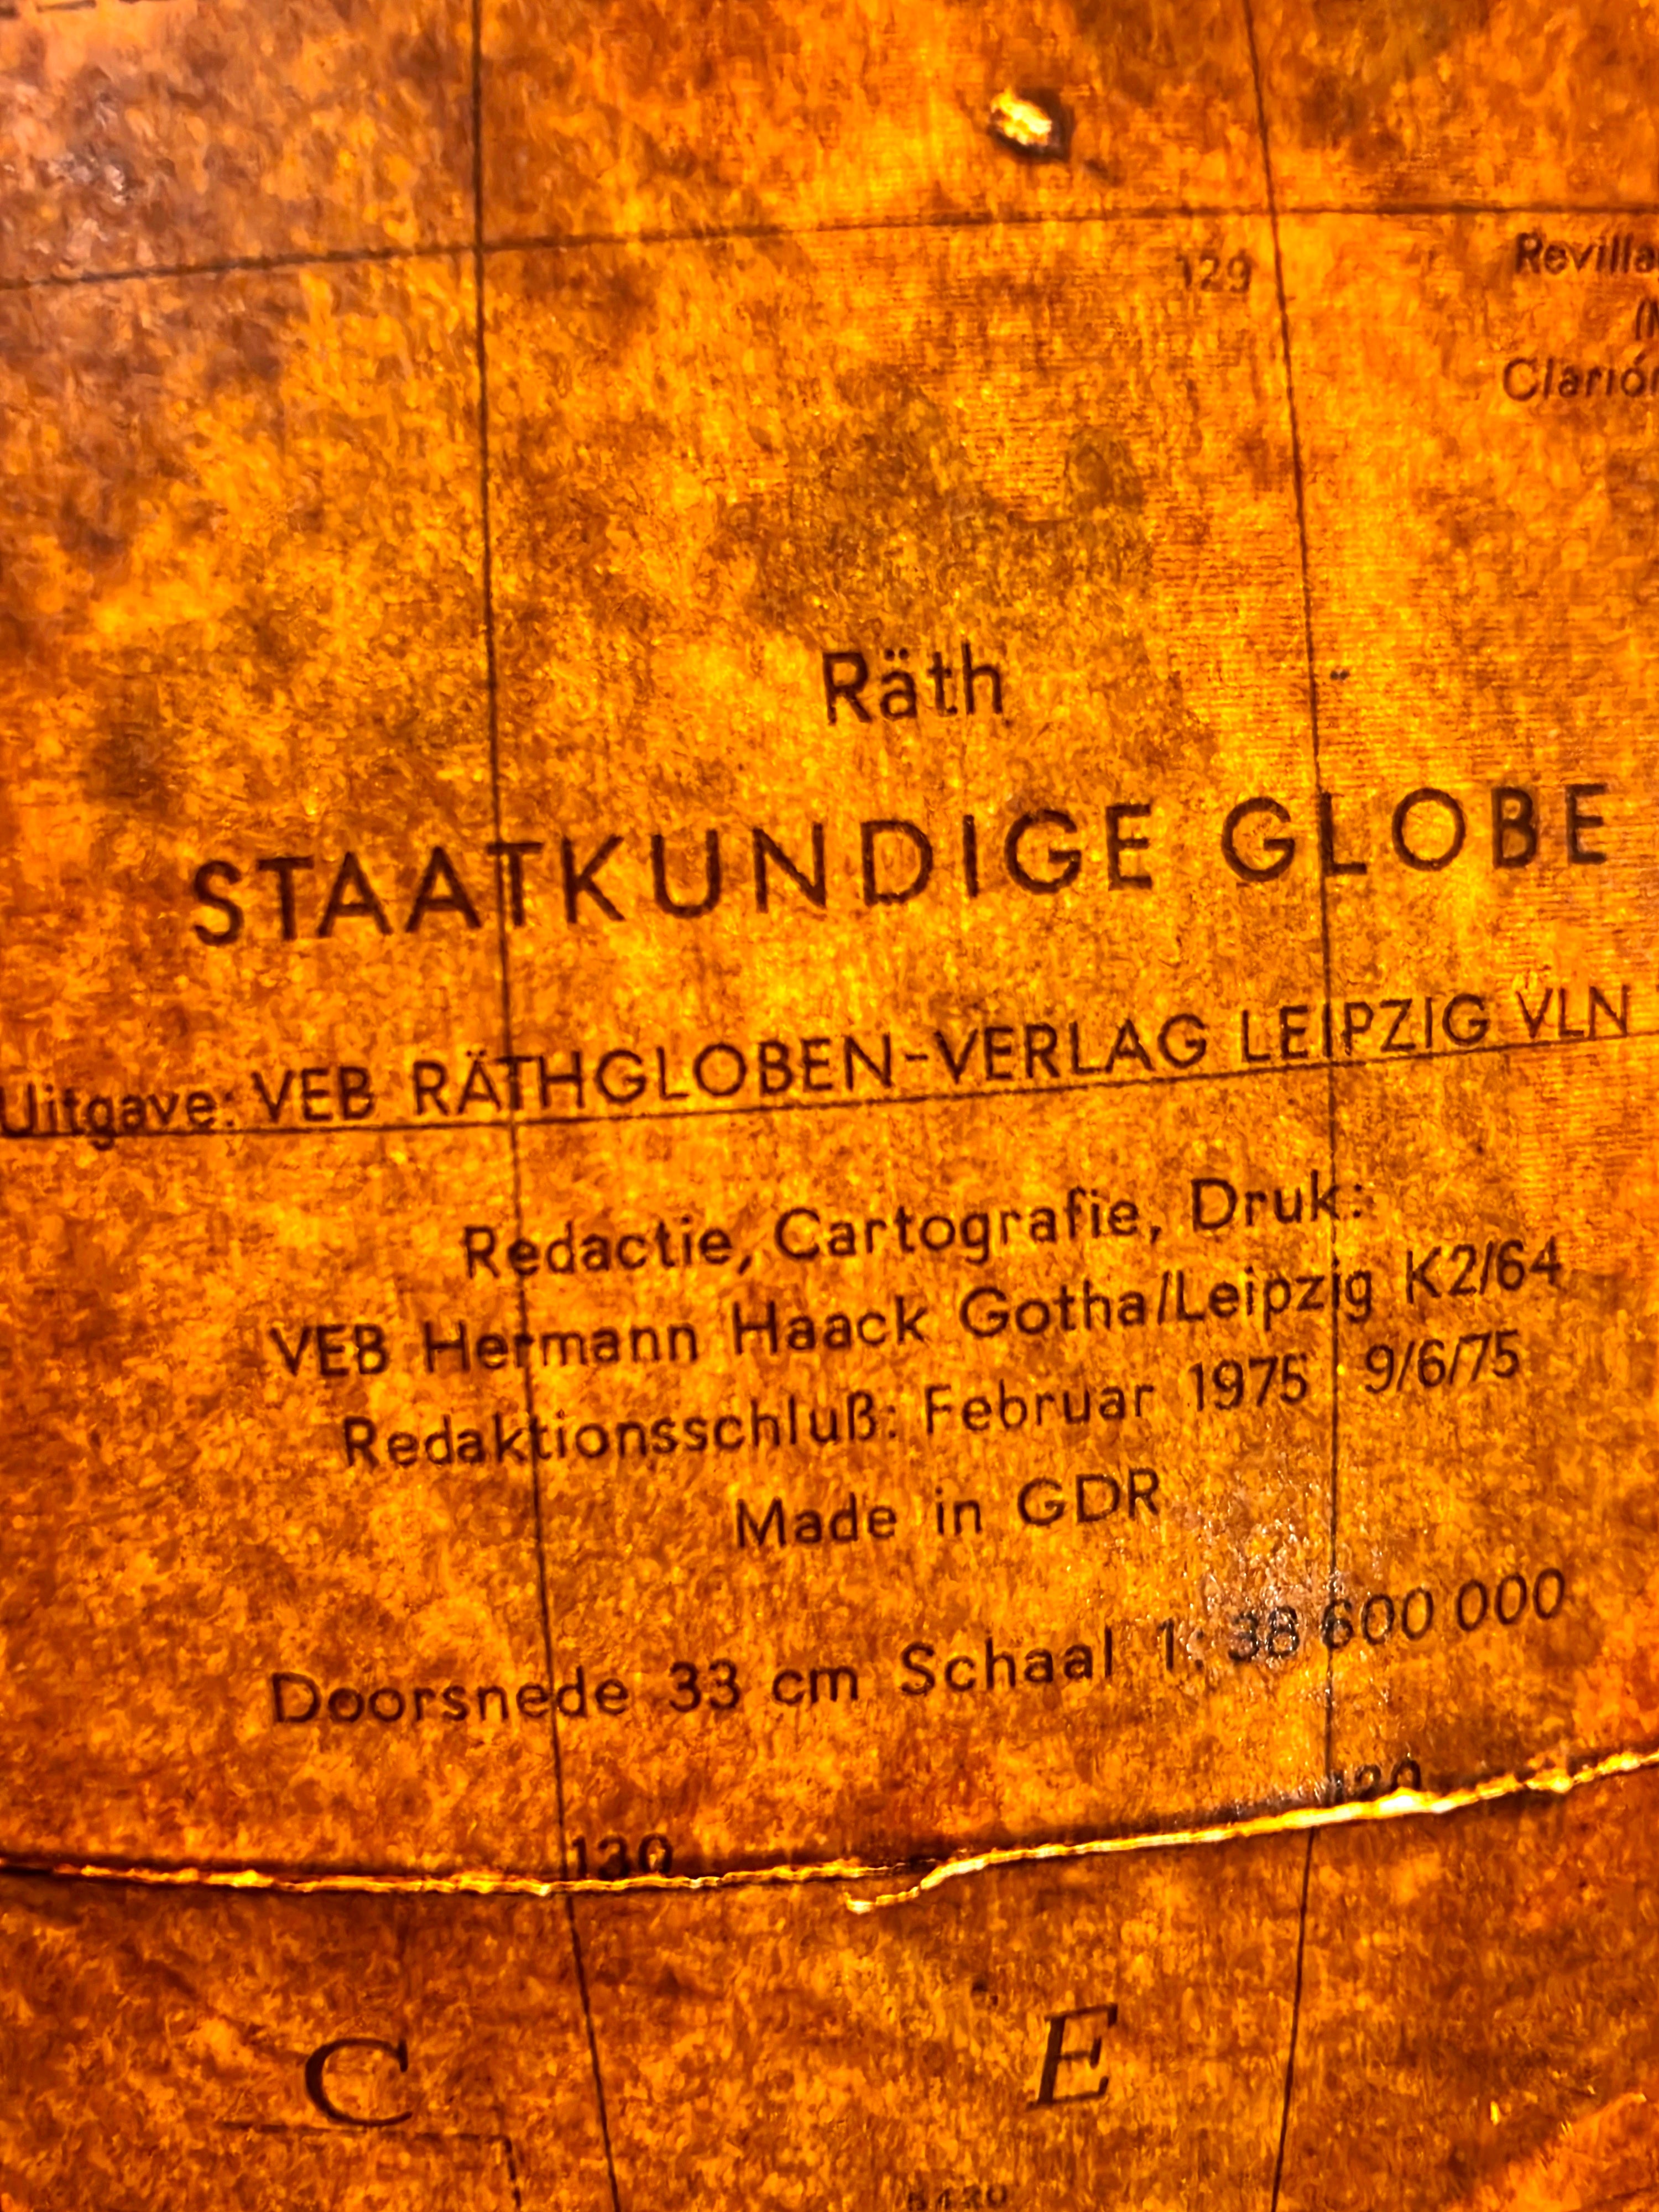 129
Clarión
Räth
STAATKUNDIGE GLOBE
Uitgave: VEB RÄTHGLOBEN-VERLAG LEIPZIG VLN
Redactie, Cartografie, Druk:
VEB Hermann Haack Gotha/Leipzig K2/64
Redaktionsschluß: Februar 1975 9/6/75
Made in GDR
Doorsnede 33 cm Schaal 1:38 600 000
120
130
C E